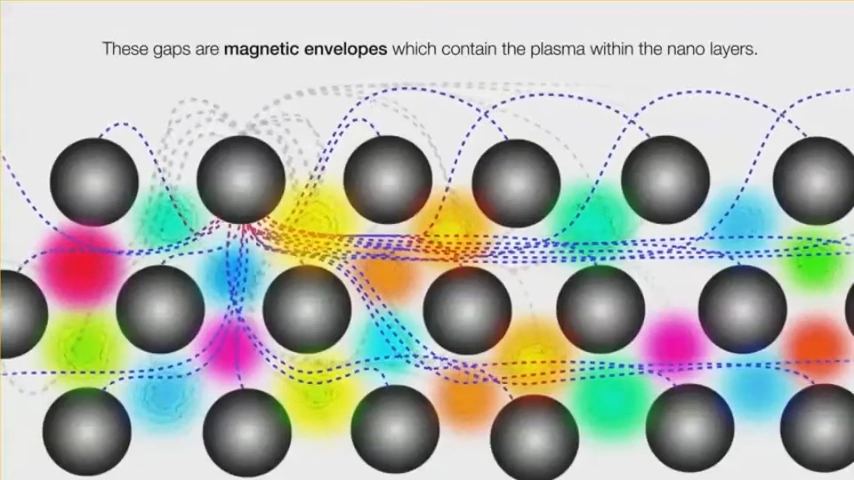 These gaps are magnetic envelopes which contain the plasma within the nano layers.